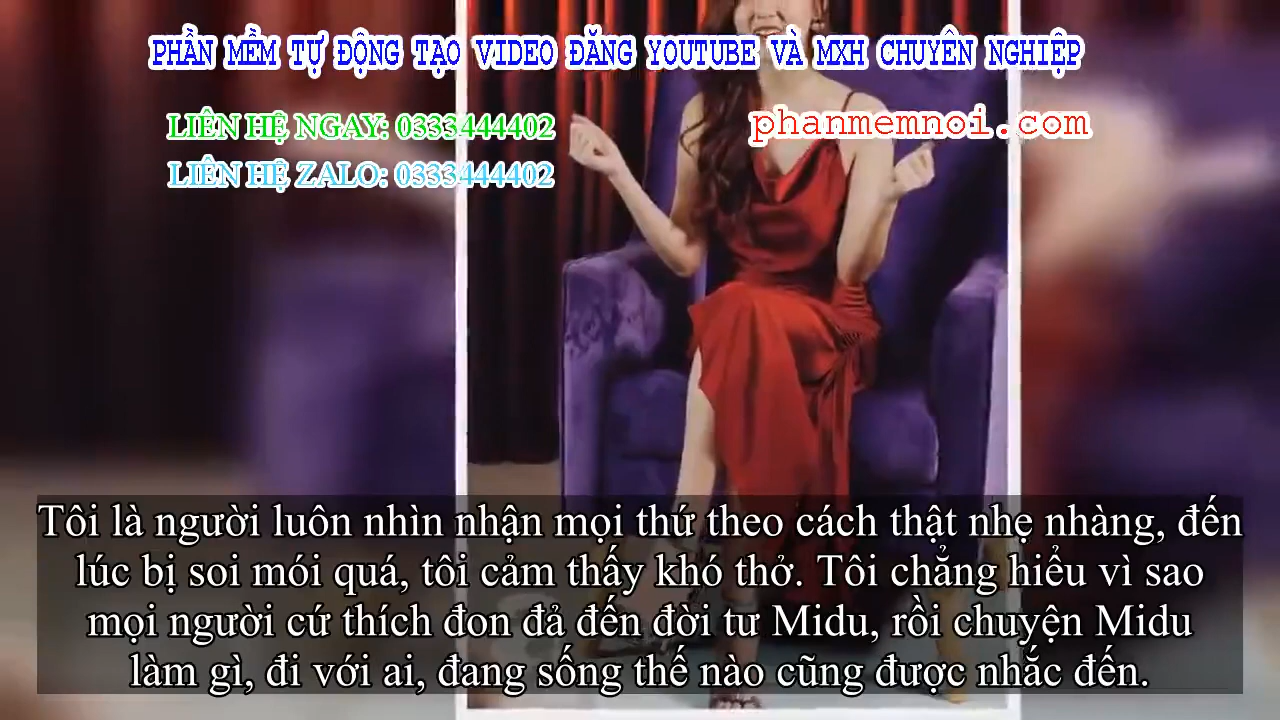 PHẦN MỀM TỰ ĐỘNG TẠO VIDEO ĐĂNG YOUTUBE VÀ MXH CHUYÊN NGHIỆP
LIÊN HỆ NGAY: 0333444402
phanmemnoi.com
LIÊN HỆ ZALO: 0333444402
Tôi là người luôn nhìn nhận mọi thứ theo cách thật nhẹ nhàng, đến
lúc bị soi mói quá, tôi cảm thấy khó thở. Tôi chẳng hiểu vì sao
mọi người cứ thích đon đả đến đời tư Midu, rồi chuyện Midu
làm gì, đi với ai, đang sống thế nào cũng được nhắc đến.